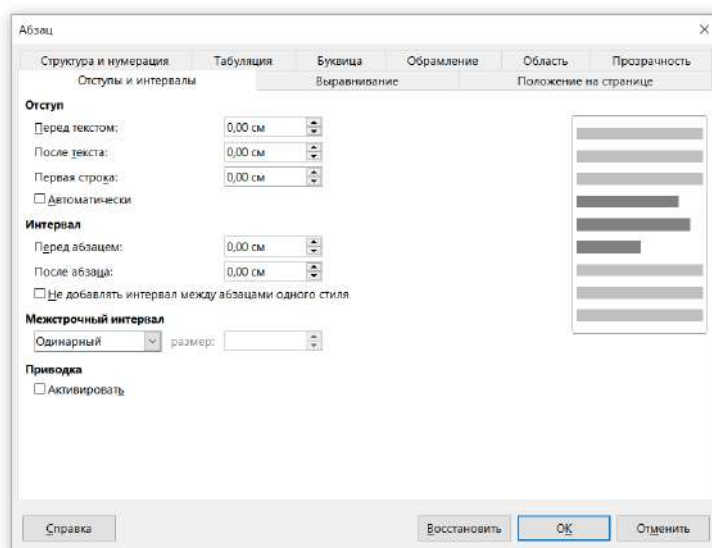 Абзац
Структура и нумерация Табуляция Буквица Обрамление Область Прозрачность
Отступы и интервалы Выравнивание Положение на странице
Отступ
Перед текстом: 0,00 см
После текста: 0,00 см
Первая строка: 0,00 см
Автоматически
Интервал
Перед абзацем: 0,00 см
После абзаца: 0,00 см
Не добавлять интервал между абзацами одного стиля
Межстрочный интервал
Одинарный размер:
Приводка
Активировать
Справка Восстановить ОК Отменить